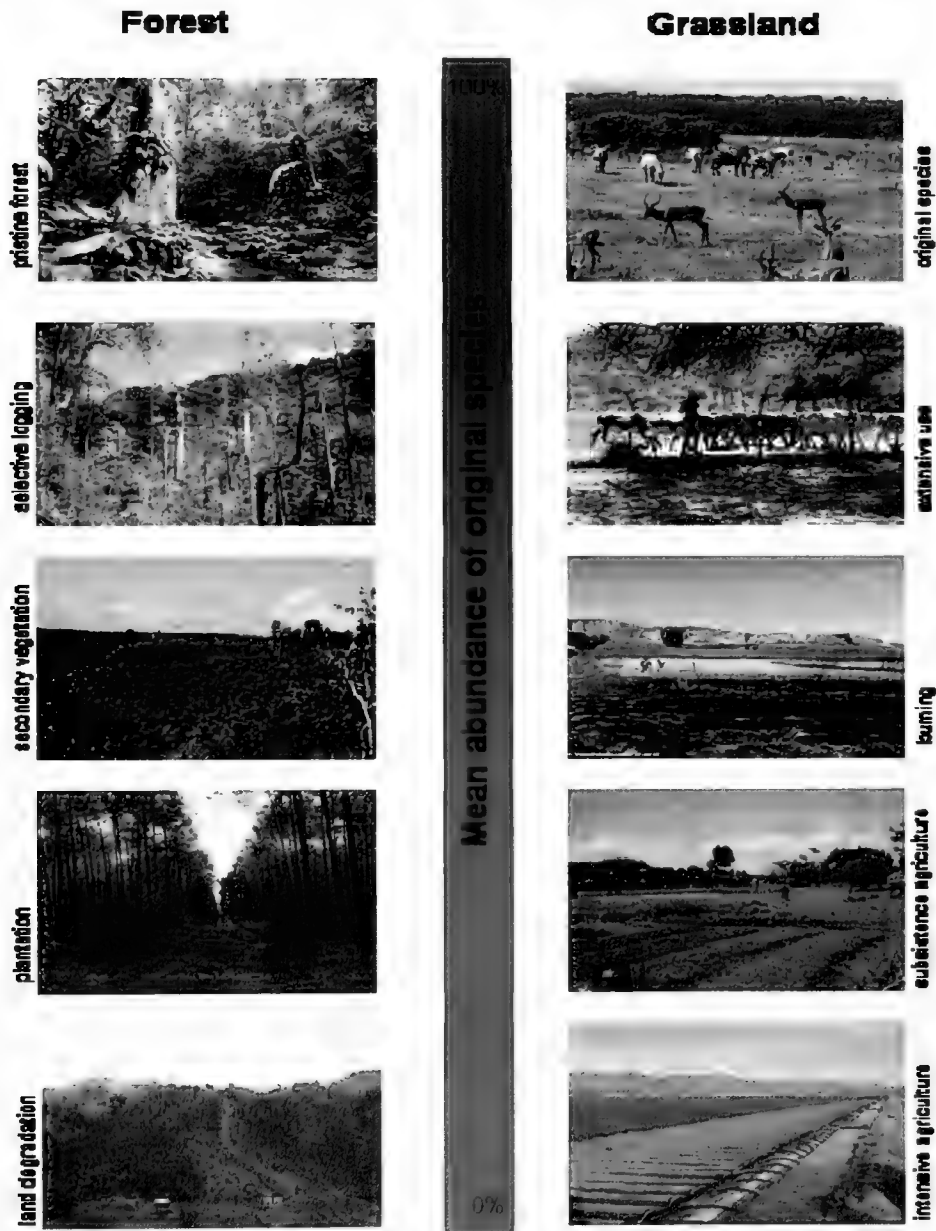 Forest
Grassland
100%
Mean abundance of original species
0%
pristine forest
selective logging
secondary vegetation
plantation
land degradation
original species
extensive use
burning
subsistence agriculture
intensive agriculture